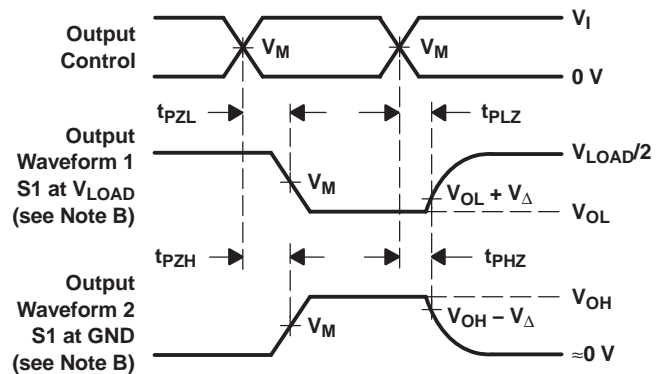 Output
Control
V_M
V_M
V_I
0 V
t_PZL
t_PLZ
Output
Waveform 1
S1 at V_LOAD
(see Note B)
V_M
V_LOAD/2
V_OL + V_Δ
V_OL
t_PZH
t_PHZ
Output
Waveform 2
S1 at GND
(see Note B)
V_M
V_OH
V_OH − V_Δ
≈0 V